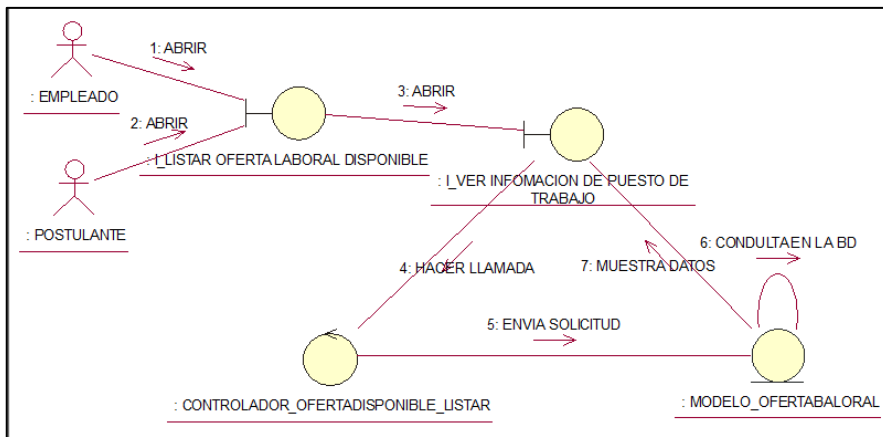 1: ABRIR
: EMPLEADO
3: ABRIR
2: ABRIR
: I_LISTAR OFERTA LABORAL DISPONIBLE
: I_VER INFOMACION DE PUESTO DE
TRABAJO
: POSTULANTE
6: CONDULTA EN LA BD
4: HACER LLAMADA
7: MUESTRA DATOS
5: ENVIA SOLICITUD
: CONTROLADOR_OFERTADISPONIBLE_LISTAR
: MODELO_OFERTABALORAL